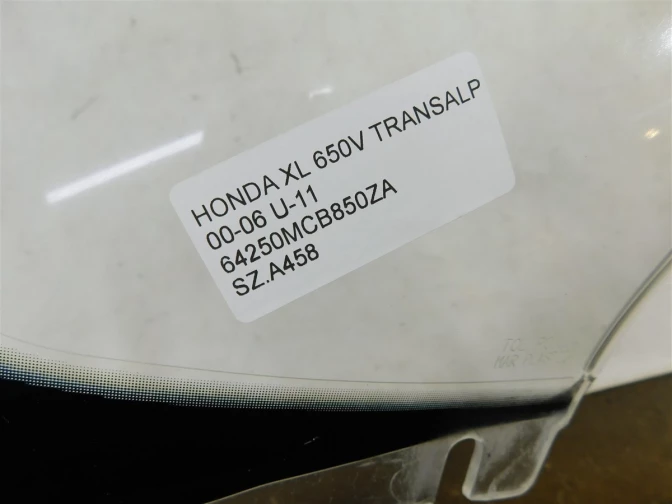 HONDA XL 650V TRANSALP
00-06 U-11
64250MCB850ZA
SZ.A458